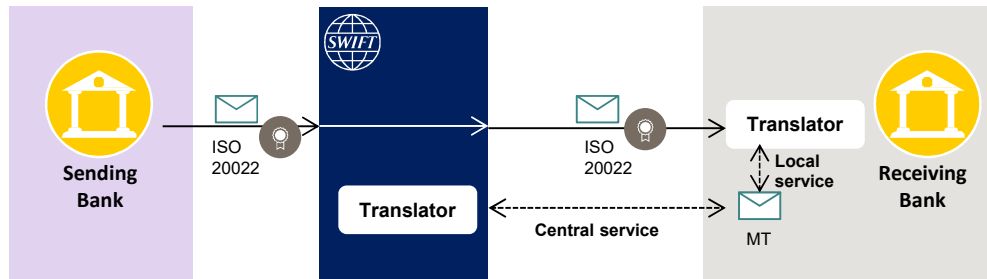 SWIFT
ISO
20022
ISO
20022
Translator
Sending
Bank
Local
service
Receiving
Bank
Translator
Central service
MT